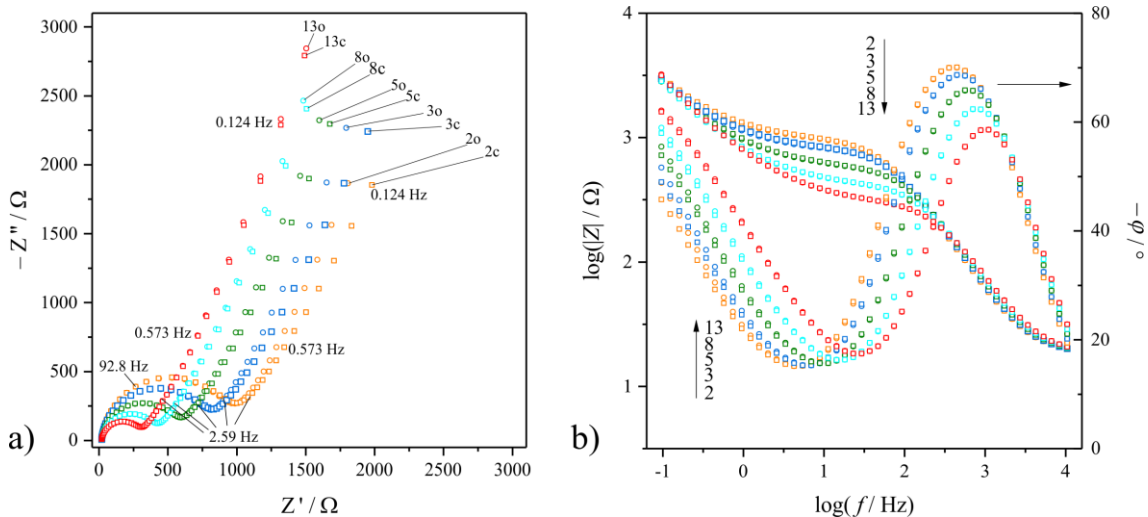 3000
2500
2000
1500
1000
500
0
−Z'' / Ω
0 500 1000 1500 2000 2500 3000
Z' / Ω
13o
13c
8o
8c
5o
5c
3o
3c
2o
2c
0.124 Hz
0.124 Hz
0.573 Hz
0.573 Hz
92.8 Hz
2.59 Hz
a)
4
3
2
1
log(|Z| / Ω)
-1 0 1 2 3 4
log(f / Hz)
80
60
40
20
0
−φ / °
2
3
5
8
13
13
8
5
3
2
b)